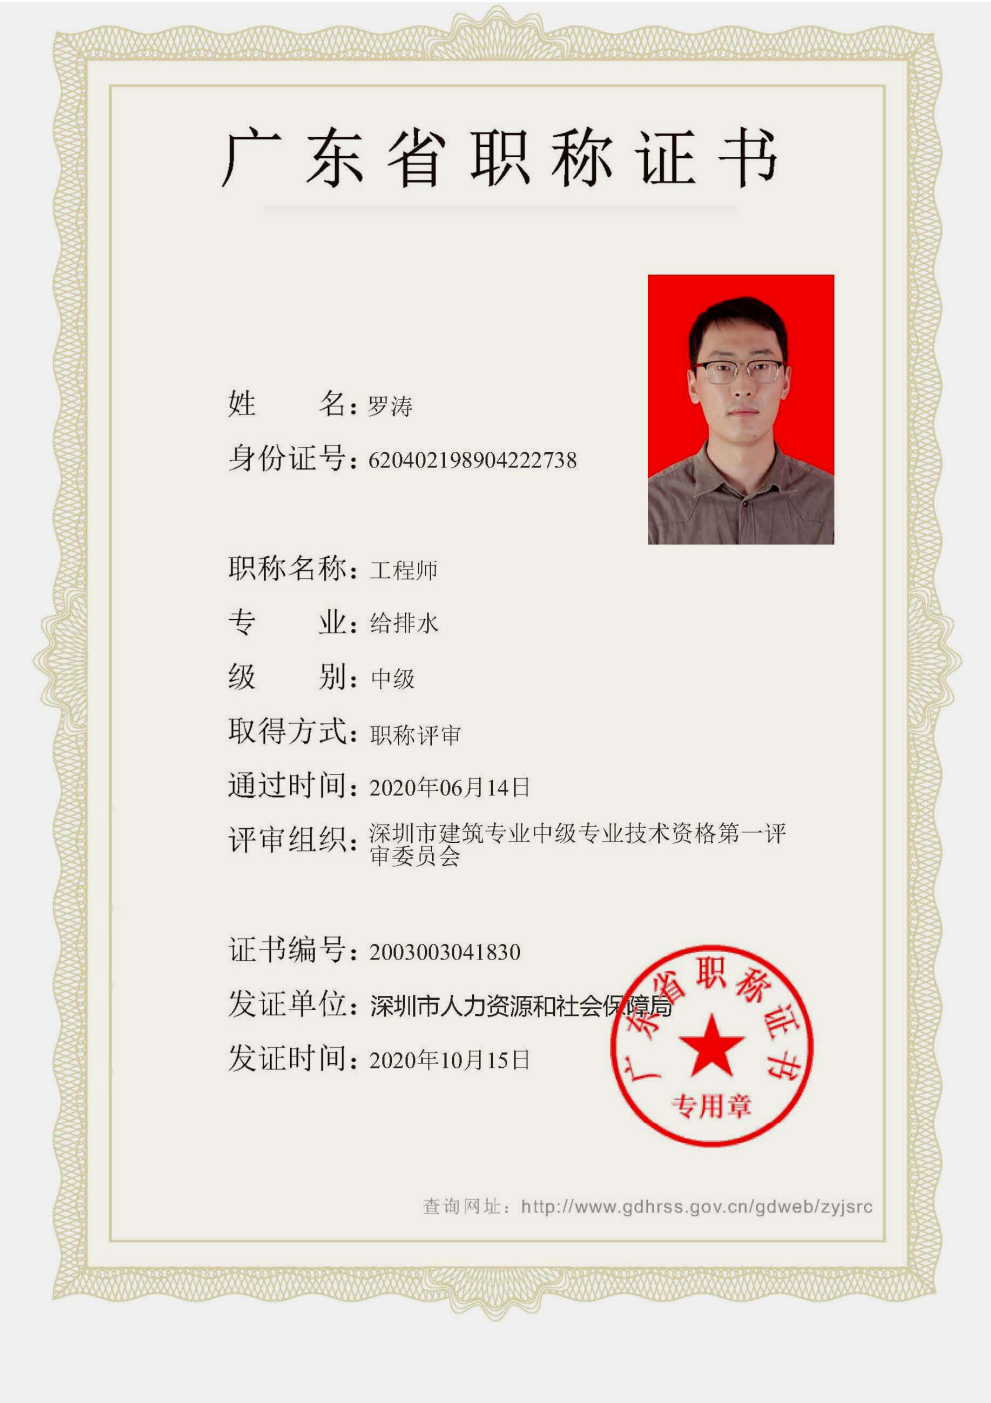 广东省职称证书
姓名：罗涛
身份证号：620402198904222738
职称名称：工程师
专业：给排水
级别：中级
取得方式：职称评审
通过时间：2020年06月14日
评审组织：深圳市建筑专业中级专业技术资格第一评
审委员会
证书编号：2003003041830
发证单位：深圳市人力资源和社会保障局
发证时间：2020年10月15日
广东省职称证书
专用章
查询网址：http://www.gdhrss.gov.cn/gdweb/zyjsrc